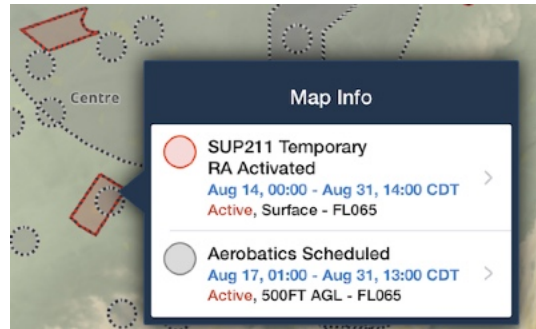 Centre
Map Info
SUP211 Temporary
RA Activated
Aug 14, 00:00 - Aug 31, 14:00 CDT
Active, Surface - FL065
Aerobatics Scheduled
Aug 17, 01:00 - Aug 31, 13:00 CDT
Active, 500FT AGL - FL065